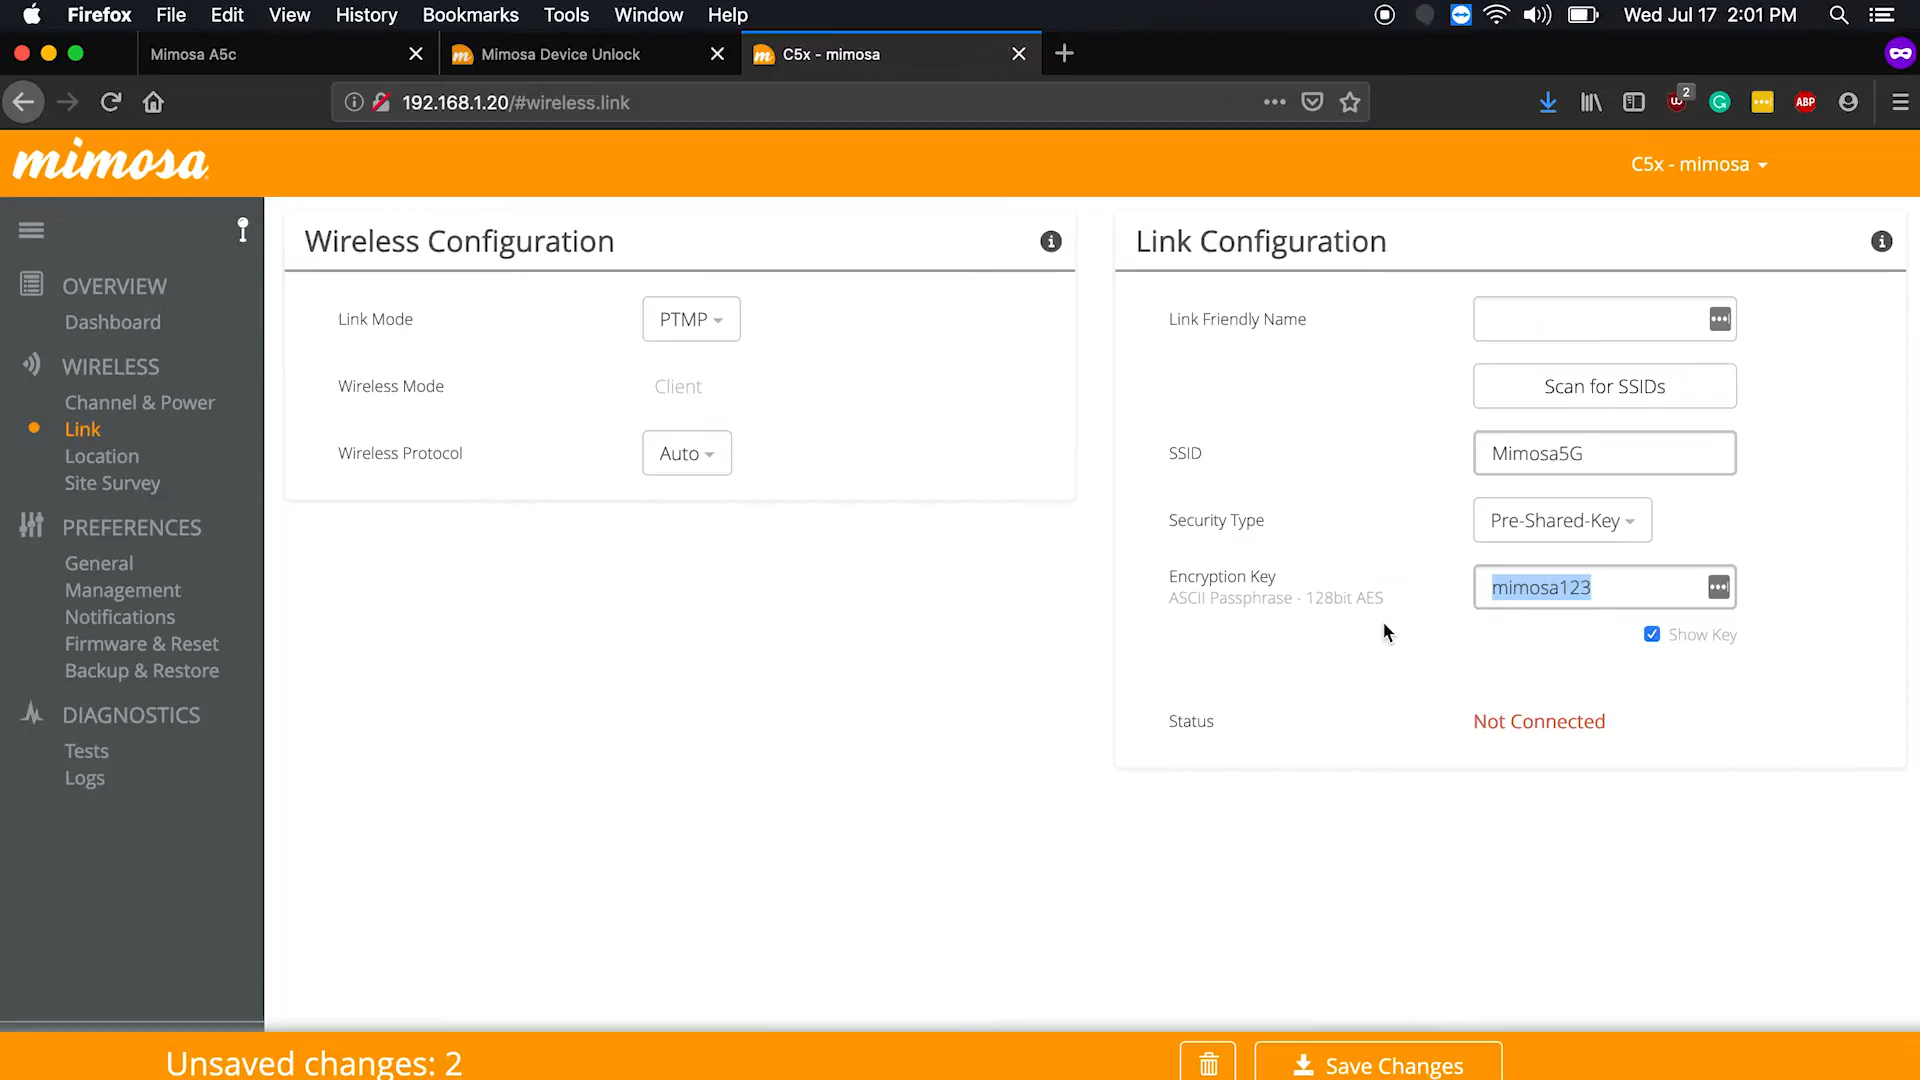 Firefox File Edit View History Bookmarks Tools Window Help Wed Jul 17 2:01 PM
Mimosa A5c
Mimosa Device Unlock
C5x - mimosa
192.168.1.20/#wireless.link
2
ABP
mimosa
C5x - mimosa
OVERVIEW
Dashboard
WIRELESS
Channel & Power
Link
Location
Site Survey
PREFERENCES
General
Management
Notifications
Firmware & Reset
Backup & Restore
DIAGNOSTICS
Tests
Logs
Wireless Configuration
Link Mode PTMP
Wireless Mode Client
Wireless Protocol Auto
Link Configuration
Link Friendly Name
Scan for SSIDs
SSID Mimosa5G
Security Type Pre-Shared-Key
Encryption Key mimosa123
ASCII Passphrase - 128bit AES
Show Key
Status Not Connected
Unsaved changes: 2
Save Changes